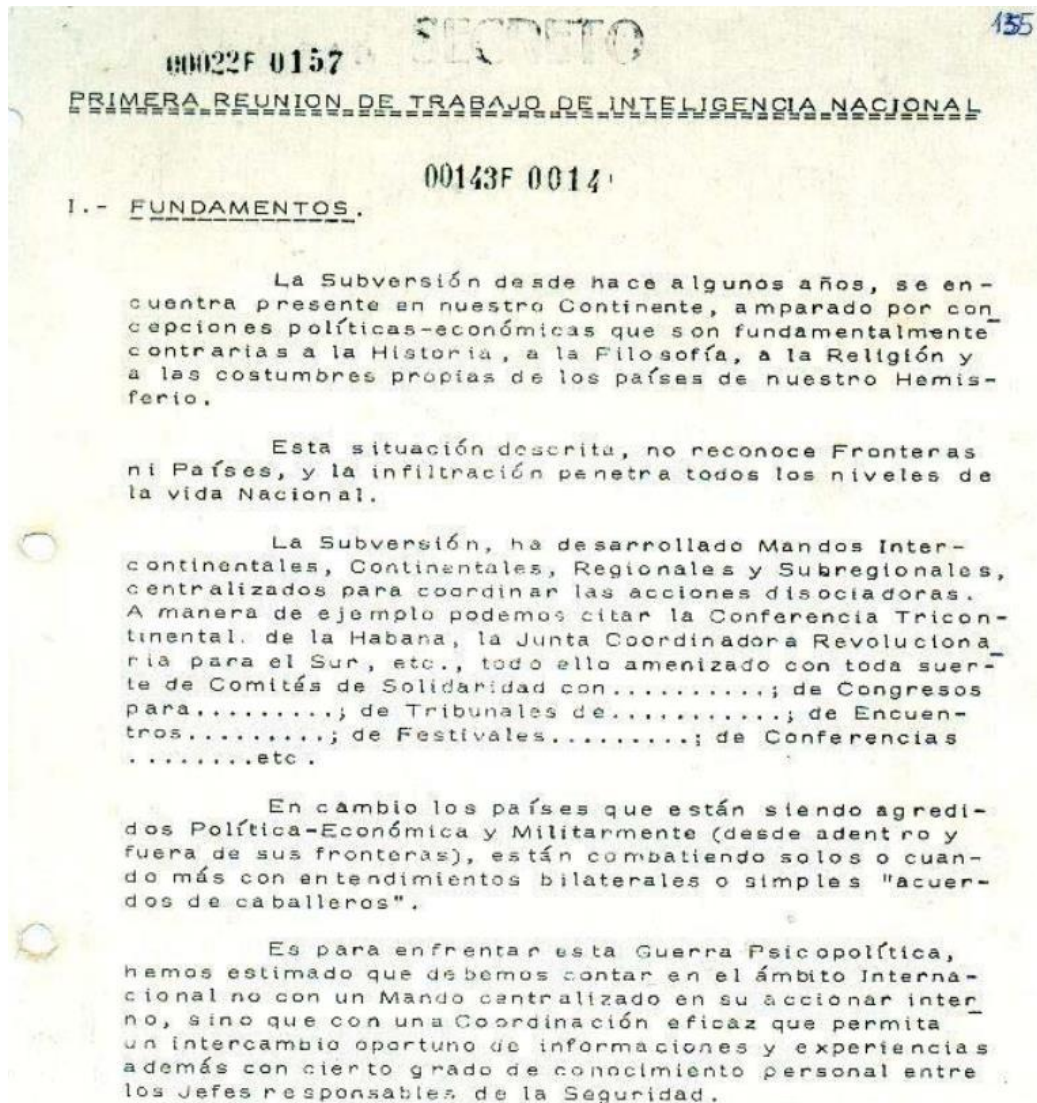 SECRETO
155
00022F 0157
PRIMERA REUNION DE TRABAJO DE INTELIGENCIA NACIONAL
00143F 0014
I.- FUNDAMENTOS.
La Subversión desde hace algunos años, se en-
cuentra presente en nuestro Continente, amparado por con_
cepciones políticas-económicas que son fundamentalmente
contrarias a la Historia, a la Filosofía, a la Religión y
a las costumbres propias de los países de nuestro Hemis-
ferio.
Esta situación descrita, no reconoce Fronteras
ni Países, y la infiltración penetra todos los niveles de
la vida Nacional.
La Subversión, ha desarrollado Mandos Inter-
continentales, Continentales, Regionales y Subregionales,
centralizados para coordinar las acciones disociadoras.
A manera de ejemplo podemos citar la Conferencia Tricon-
tinental. de la Habana, la Junta Coordinadora Revoluciona_
ria para el Sur, etc., todo ello amenizado con toda suer-
te de Comités de Solidaridad con..........; de Congresos
para.........; de Tribunales de...........; de Encuen-
tros.........; de Festivales.........; de Conferencias
........etc.
En cambio los países que están siendo agredi-
dos Política-Económica y Militarmente (desde adentro y
fuera de sus fronteras), están combatiendo solos o cuan-
do más con entendimientos bilaterales o simples "acuer-
dos de caballeros".
Es para enfrentar esta Guerra Psicopolítica,
hemos estimado que debemos contar en el ámbito Interna-
cional no con un Mando centralizado en su accionar inter_
no, sino que con una Coordinación eficaz que permita
un intercambio oportuno de informaciones y experiencias
además con cierto grado de conocimiento personal entre
los Jefes responsables de la Seguridad.